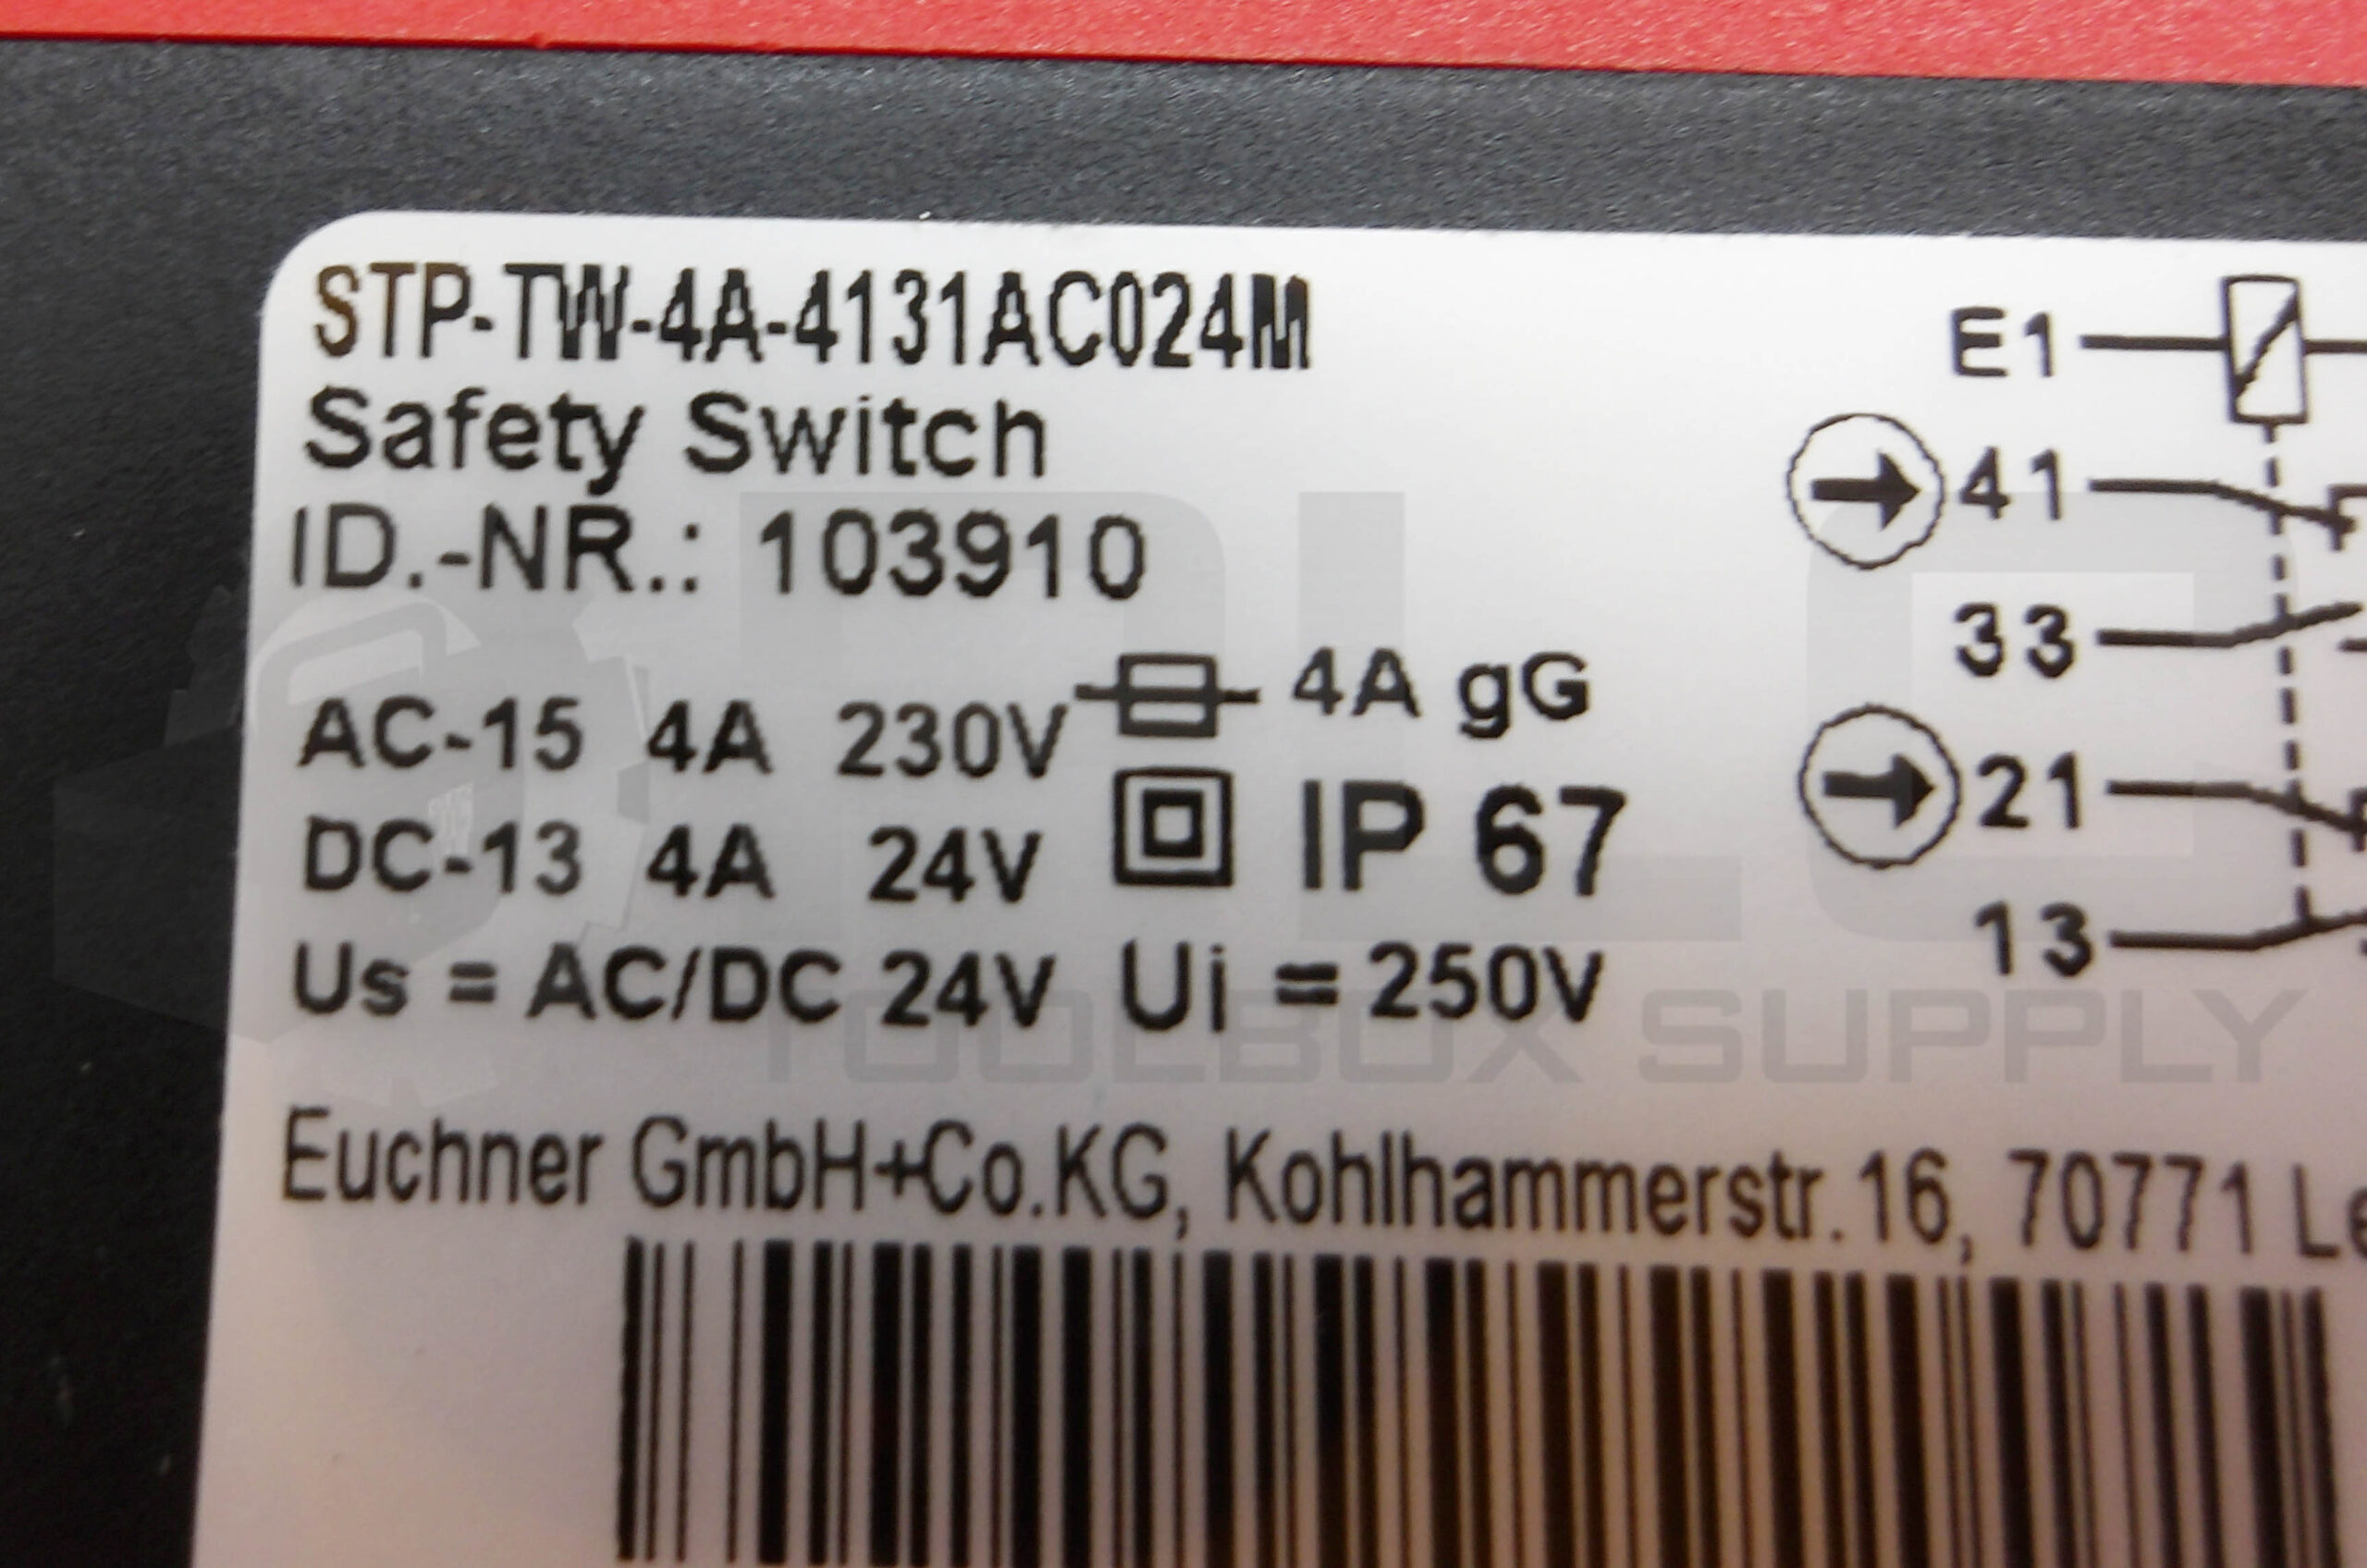 STP-TW-4A-4131AC024M
Safety Switch
ID.-NR.: 103910
AC-15 4A 230V 4A gG
DC-13 4A 24V IP 67
Us = AC/DC 24V Ui = 250V
E1
41
33
21
13
Euchner GmbH+Co.KG, Kohlhammerstr.16, 70771 Le
PLC
TOOLBOX SUPPLY